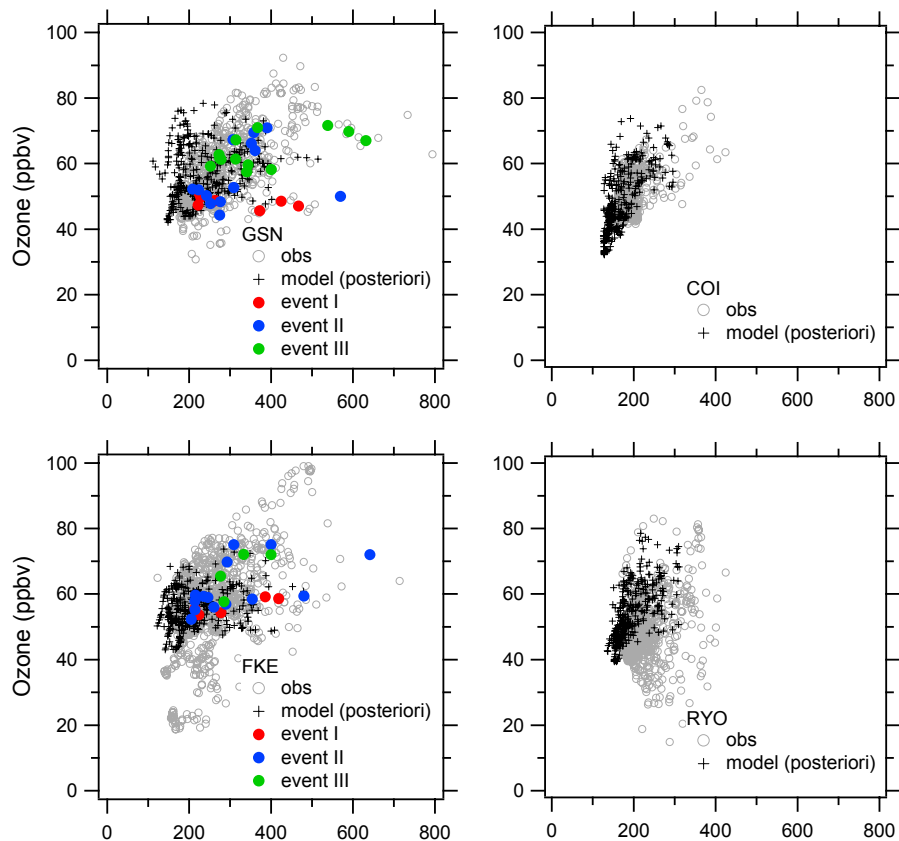 100
80
60
40
20
0
Ozone (ppbv)
GSN
obs
model (posteriori)
event I
event II
event III
0 200 400 600 800
100
80
60
40
20
0
COI
obs
model (posteriori)
0 200 400 600 800
100
80
60
40
20
0
Ozone (ppbv)
FKE
obs
model (posteriori)
event I
event II
event III
0 200 400 600 800
100
80
60
40
20
0
RYO
obs
model (posteriori)
0 200 400 600 800